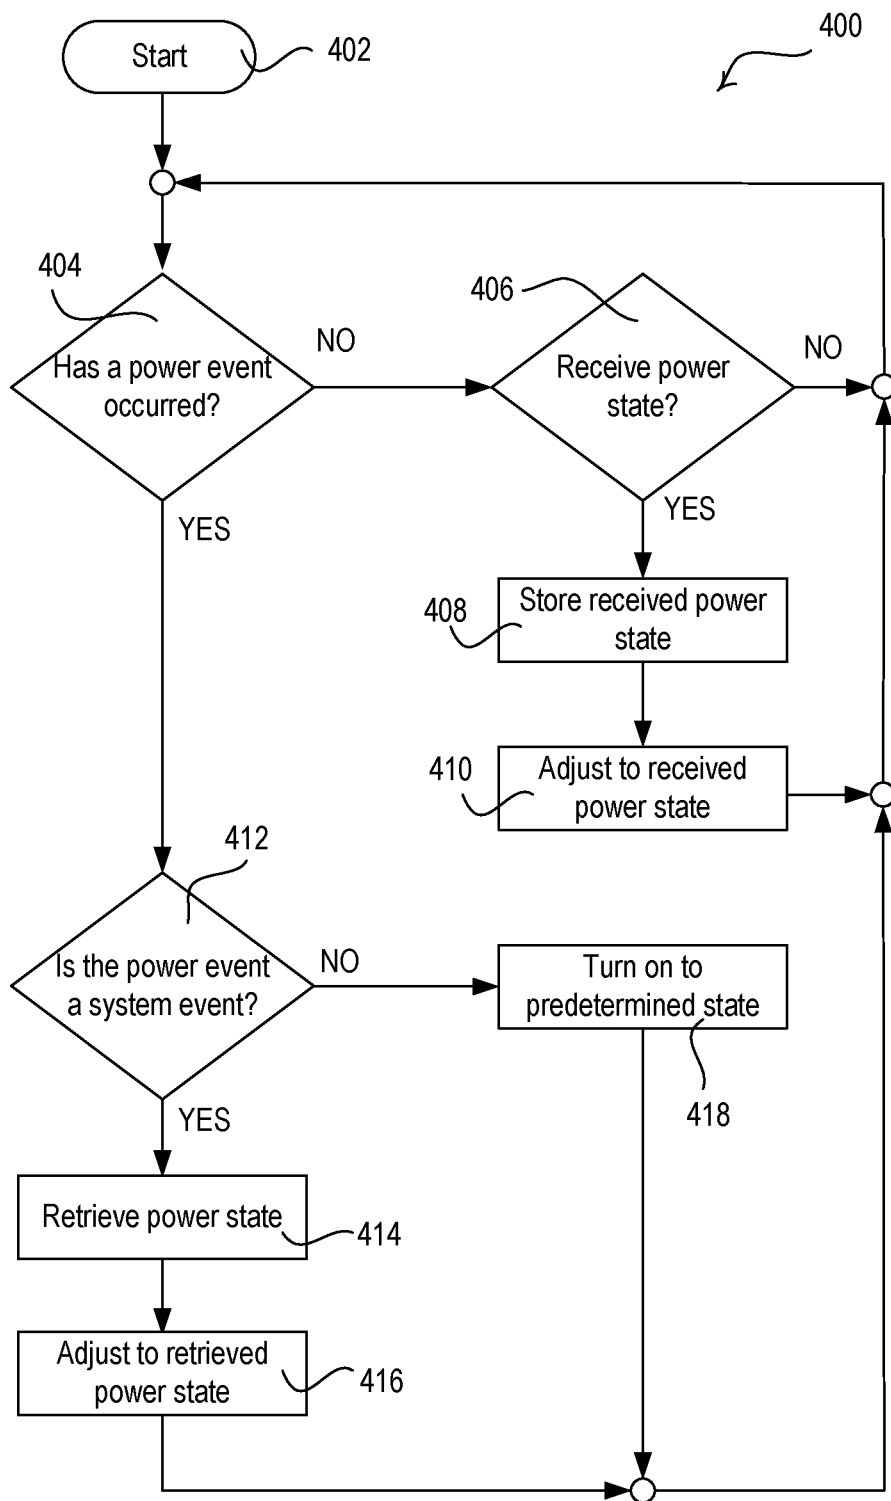 Start
402
400
404
Has a power event
occurred?
NO
406
Receive power
state?
NO
YES
YES
408
Store received power
state
410
Adjust to received
power state
412
Is the power event
a system event?
NO
Turn on to
predetermined state
418
YES
Retrieve power state
414
Adjust to retrieved
power state
416